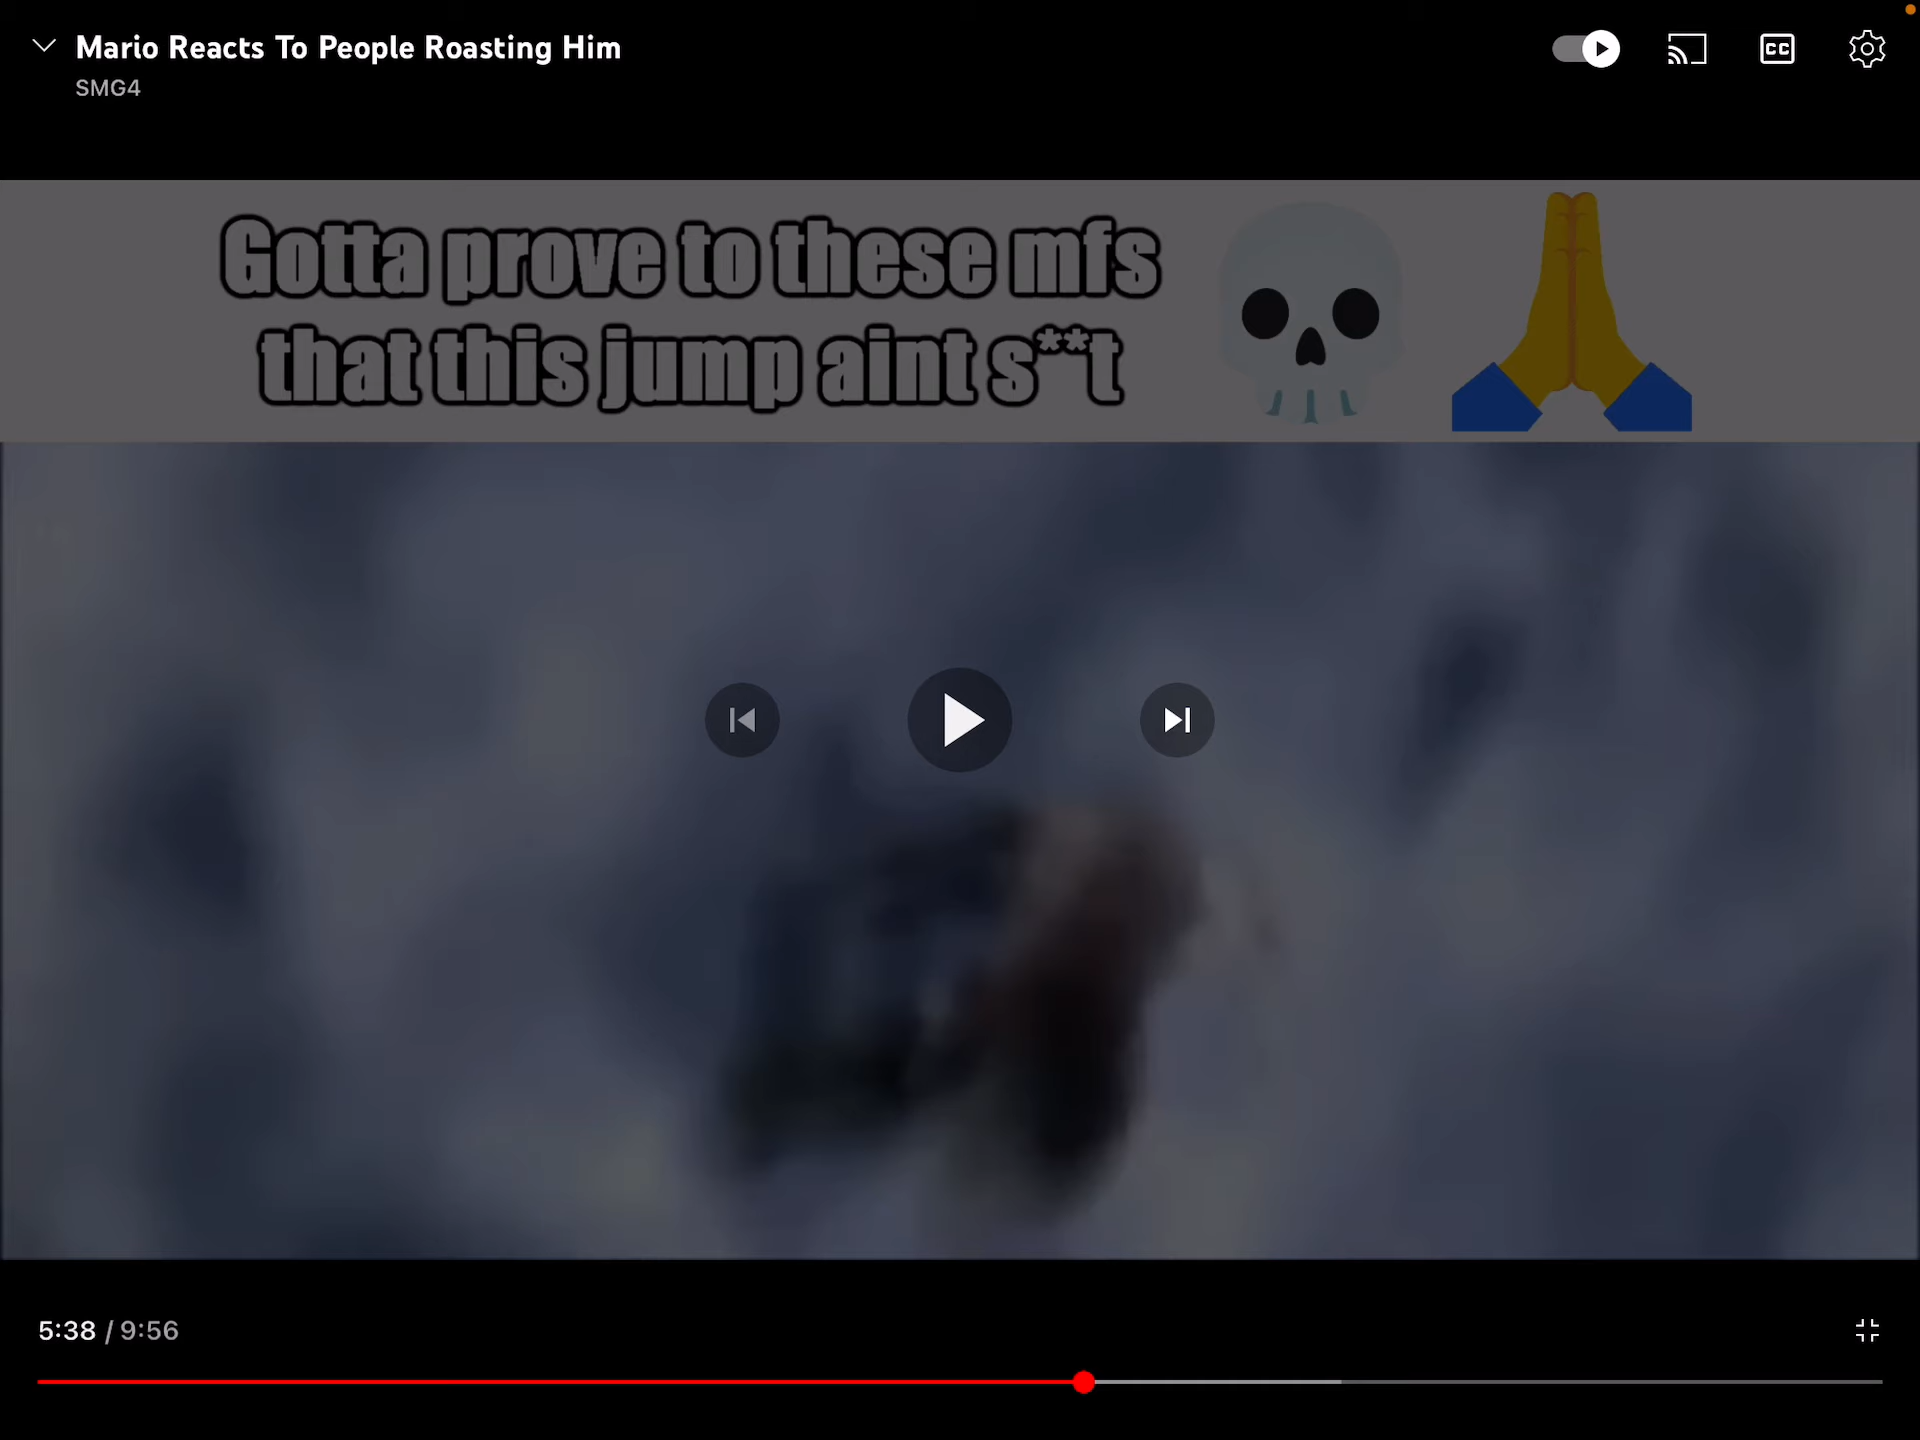 Mario Reacts To People Roasting Him
SMG4
CC
Gotta prove to these mfs
that this jump aint s**t
5:38 / 9:56